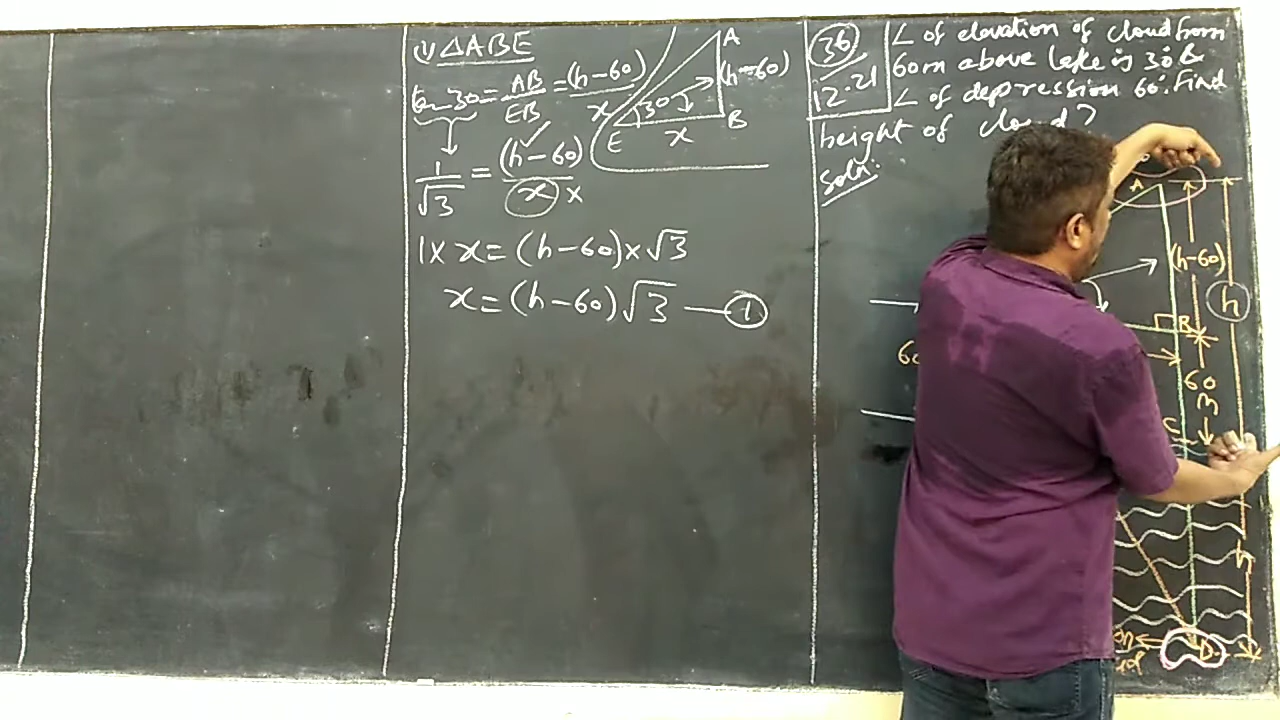 (i) △ABE
tan 30 = AB/EB = (h-60)/x
1/√3 = (h-60)/x x
1 x x = (h-60) x √3
x = (h-60)√3 — ①
A
(h-60)
30
E
x
B
36
12.21
∠ of elevation of cloud from
60m above lake is 30° &
∠ of depression 60°. Find
height of cloud?
Soln:
A
(h-60)
h
B
60
m
C
h
D